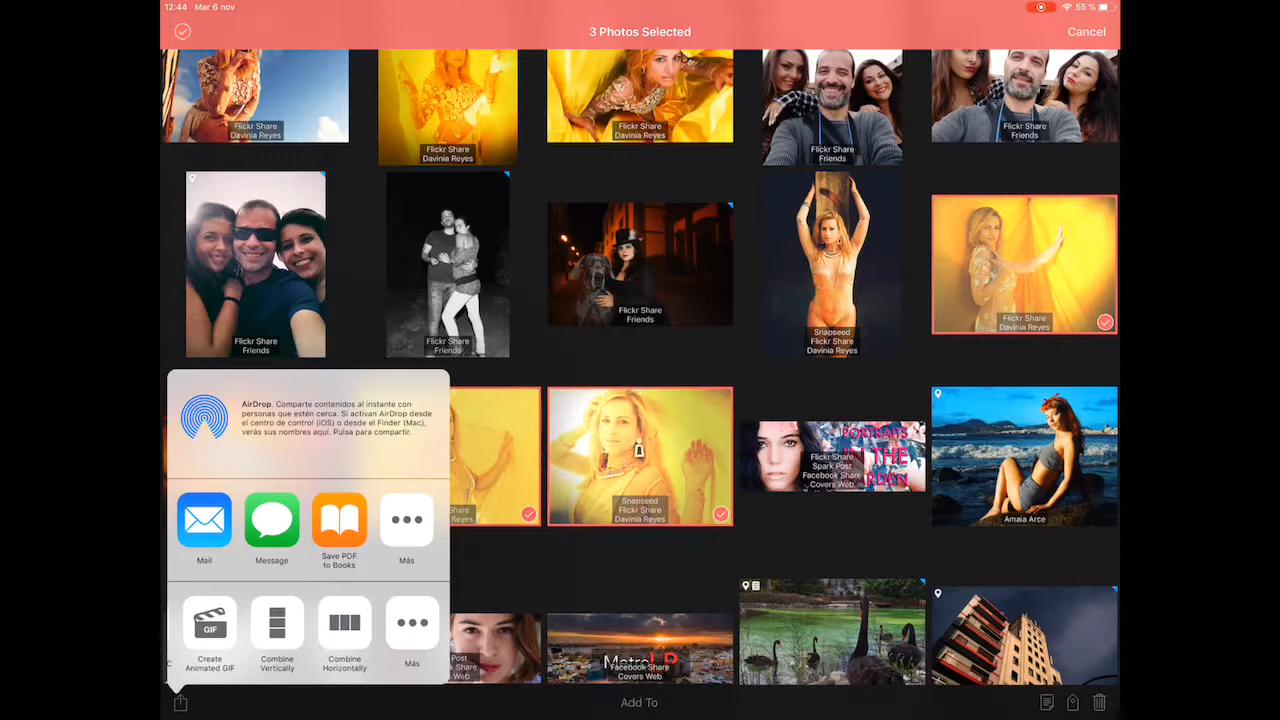 12:44 Mar 6 nov
55 %
3 Photos Selected
Cancel
Flickr Share
Davinia Reyes
Flickr Share
Davinia Reyes
Flickr Share
Davinia Reyes
Flickr Share
Friends
Flickr Share
Friends
Flickr Share
Friends
Flickr Share
Friends
Flickr Share
Friends
Snapseed
Flickr Share
Davinia Reyes
Flickr Share
Davinia Reyes
AirDrop. Comparte contenidos al instante con
personas que estén cerca. Si activan AirDrop desde
el centro de control (iOS) o desde el Finder (Mac),
verás sus nombres aquí. Pulsa para compartir.
Share
Reyes
Snapseed
Flickr Share
Davinia Reyes
PORTRAITS
IN THE
Flickr Share
Spark Post
Facebook Share
Covers Web
Amaia Arce
Mail
Message
Save PDF
to Books
Más
GIF
Create
Animated GIF
Combine
Vertically
Combine
Horizontally
Más
Post
Share
Web
Facebook Share
Covers Web
Add To